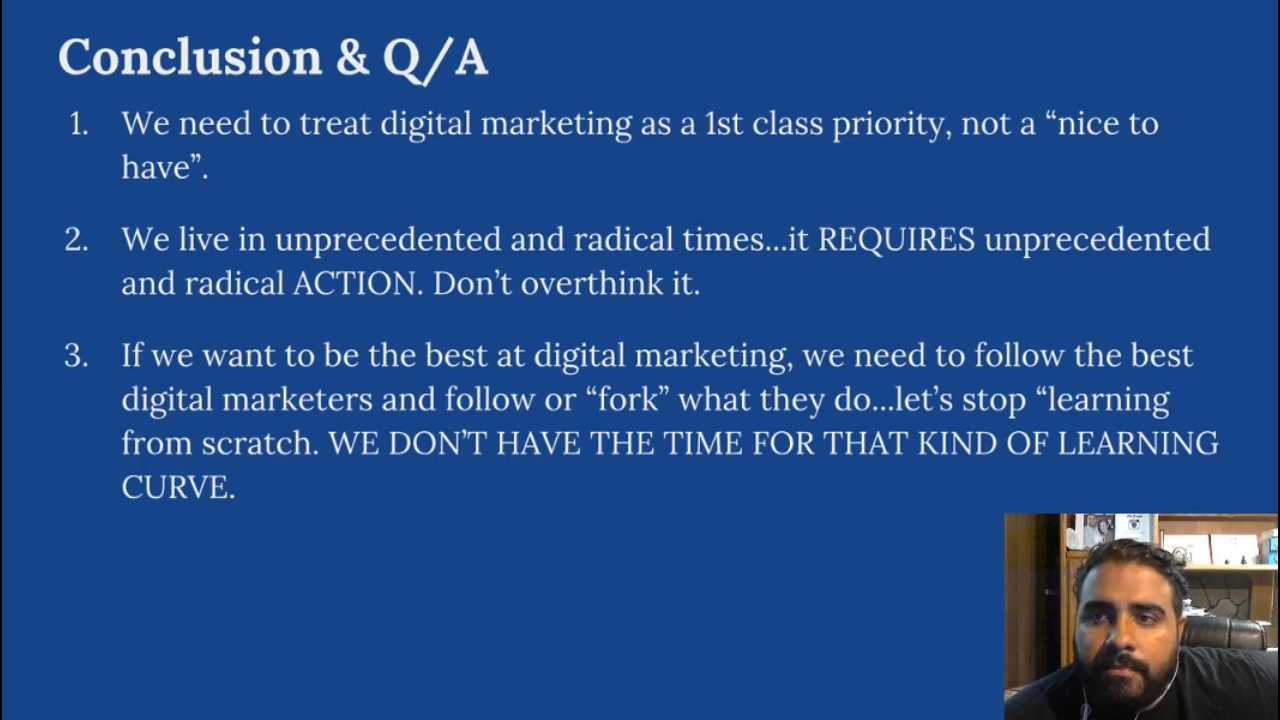 Conclusion & Q/A
1. We need to treat digital marketing as a 1st class priority, not a “nice to
have”.
2. We live in unprecedented and radical times...it REQUIRES unprecedented
and radical ACTION. Don’t overthink it.
3. If we want to be the best at digital marketing, we need to follow the best
digital marketers and follow or “fork” what they do...let’s stop “learning
from scratch. WE DON’T HAVE THE TIME FOR THAT KIND OF LEARNING
CURVE.